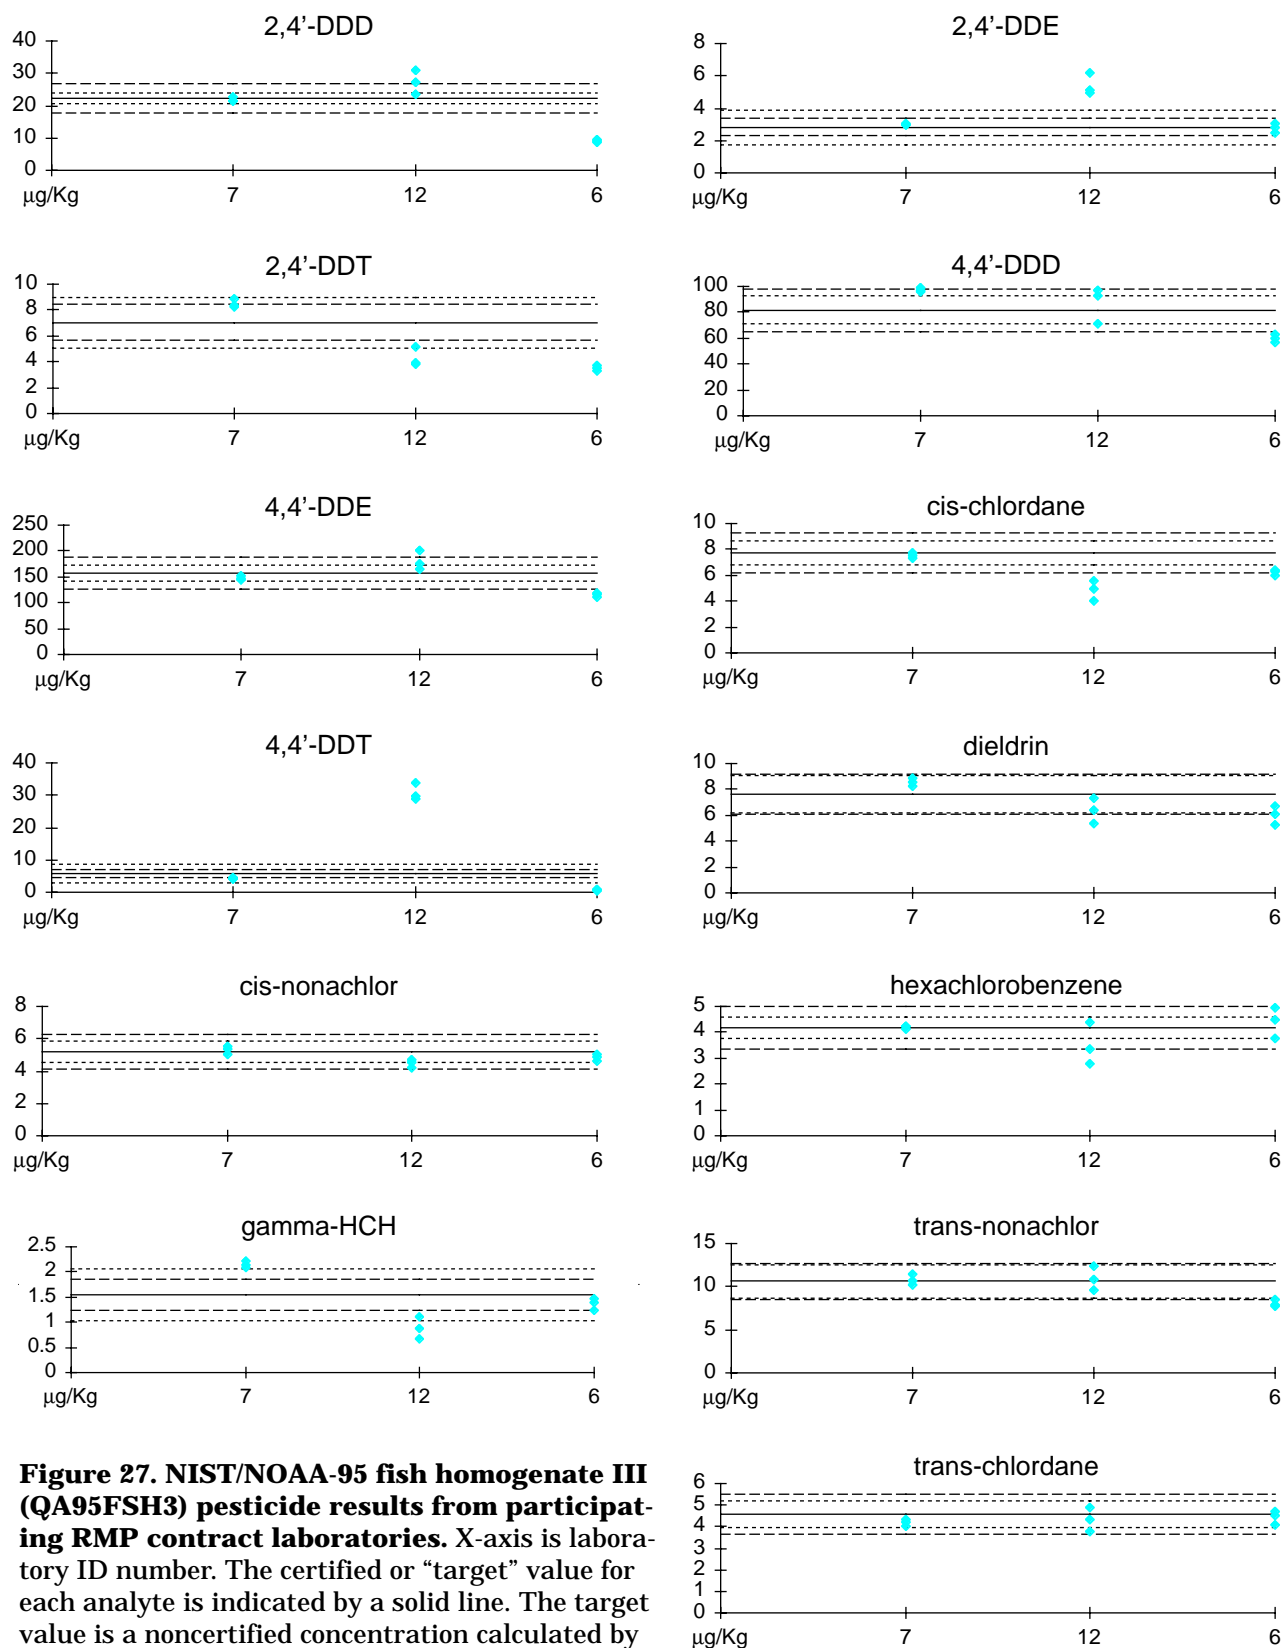 2,4'-DDD
40
30
20
10
0
µg/Kg 7 12 6
2,4'-DDE
8
6
4
2
0
µg/Kg 7 12 6
2,4'-DDT
10
8
6
4
2
0
µg/Kg 7 12 6
4,4'-DDD
100
80
60
40
20
0
µg/Kg 7 12 6
4,4'-DDE
250
200
150
100
50
0
µg/Kg 7 12 6
cis-chlordane
10
8
6
4
2
0
µg/Kg 7 12 6
4,4'-DDT
40
30
20
10
0
µg/Kg 7 12 6
dieldrin
10
8
6
4
2
0
µg/Kg 7 12 6
cis-nonachlor
8
6
4
2
0
µg/Kg 7 12 6
hexachlorobenzene
5
4
3
2
1
0
µg/Kg 7 12 6
gamma-HCH
2.5
2
1.5
1
0.5
0
µg/Kg 7 12 6
trans-nonachlor
15
10
5
0
µg/Kg 7 12 6
trans-chlordane
6
5
4
3
2
1
0
µg/Kg 7 12 6
Figure 27. NIST/NOAA-95 fish homogenate III
(QA95FSH3) pesticide results from participat-
ing RMP contract laboratories. X-axis is labora-
tory ID number. The certified or “target” value for
each analyte is indicated by a solid line. The target
value is a noncertified concentration calculated by